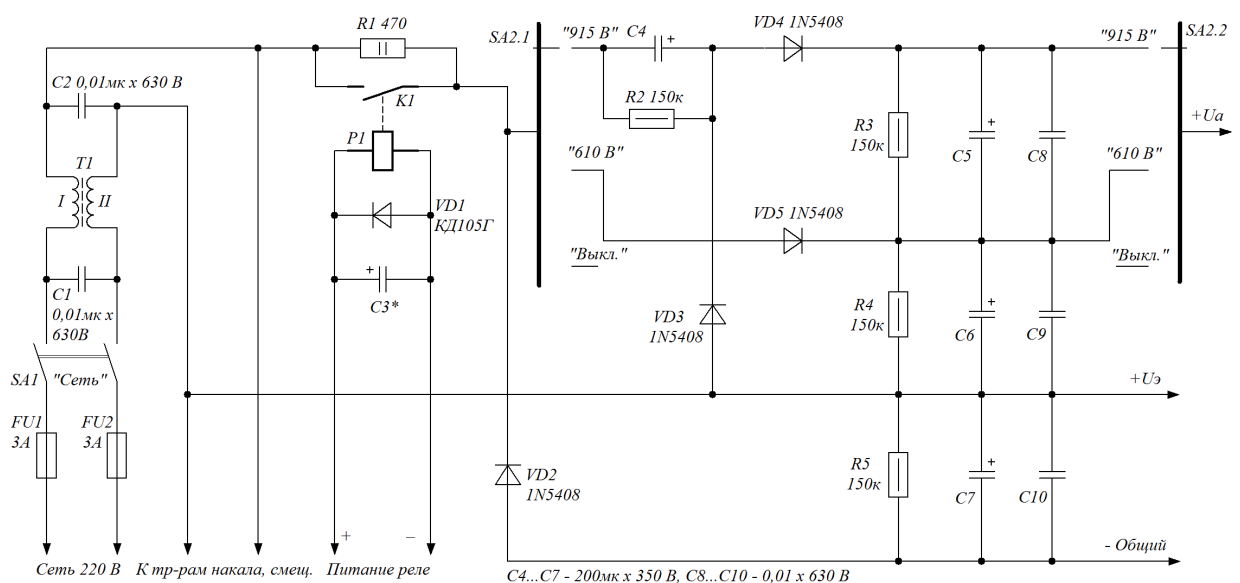 R1 470
C4
+
VD4 1N5408
SA2.1
"915 В"
"915 В"
SA2.2
C2 0,01мк х 630 В
K1
R2 150к
+Uа
P1
R3
150к
+
C5
C8
"610 В"
"610 В"
T1
I
II
VD1
КД105Г
VD5 1N5408
"Выкл."
"Выкл."
C1
0,01мк х
630В
+
C3*
VD3
1N5408
R4
150к
+
C6
C9
SA1
"Сеть"
+Uэ
FU1
3А
FU2
3А
VD2
1N5408
R5
150к
+
C7
C10
+
–
- Общий
Сеть 220 В
К тр-рам накала, смещ.
Питание реле
C4...C7 - 200мк х 350 В, C8...C10 - 0,01 х 630 В